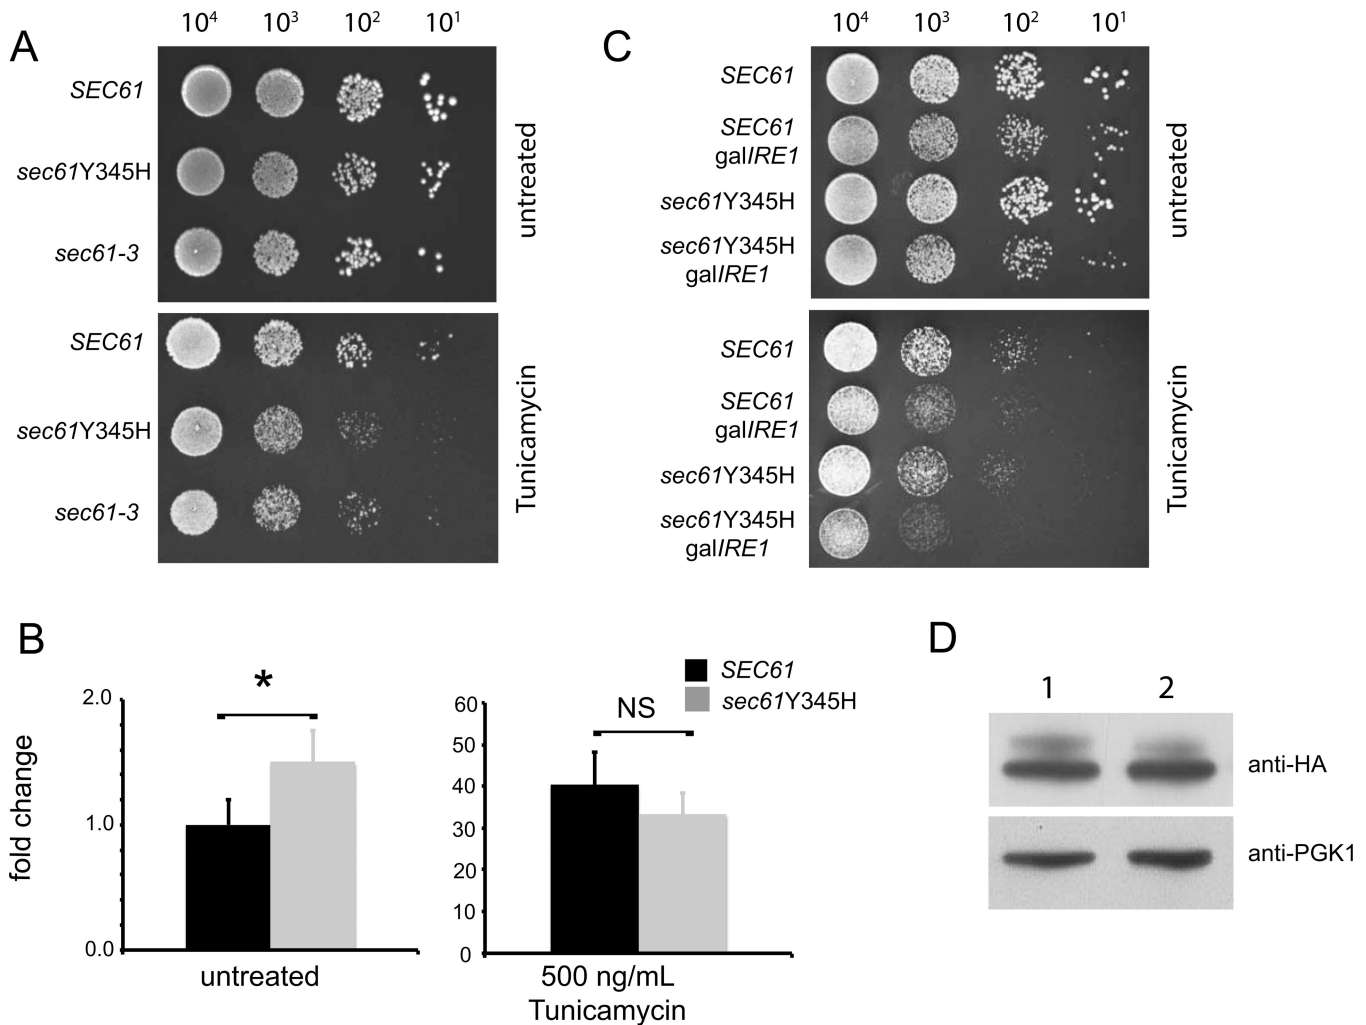 A
10⁴ 10³ 10² 10¹
SEC61
sec61Y345H
sec61-3
untreated
SEC61
sec61Y345H
sec61-3
Tunicamycin
C
10⁴ 10³ 10² 10¹
SEC61
SEC61
galIRE1
sec61Y345H
sec61Y345H
galIRE1
untreated
SEC61
SEC61
galIRE1
sec61Y345H
sec61Y345H
galIRE1
Tunicamycin
B
fold change
2.0
1.0
0.0
*
untreated
60
50
40
30
20
10
0
NS
SEC61
sec61Y345H
500 ng/mL
Tunicamycin
D
1 2
anti-HA
anti-PGK1